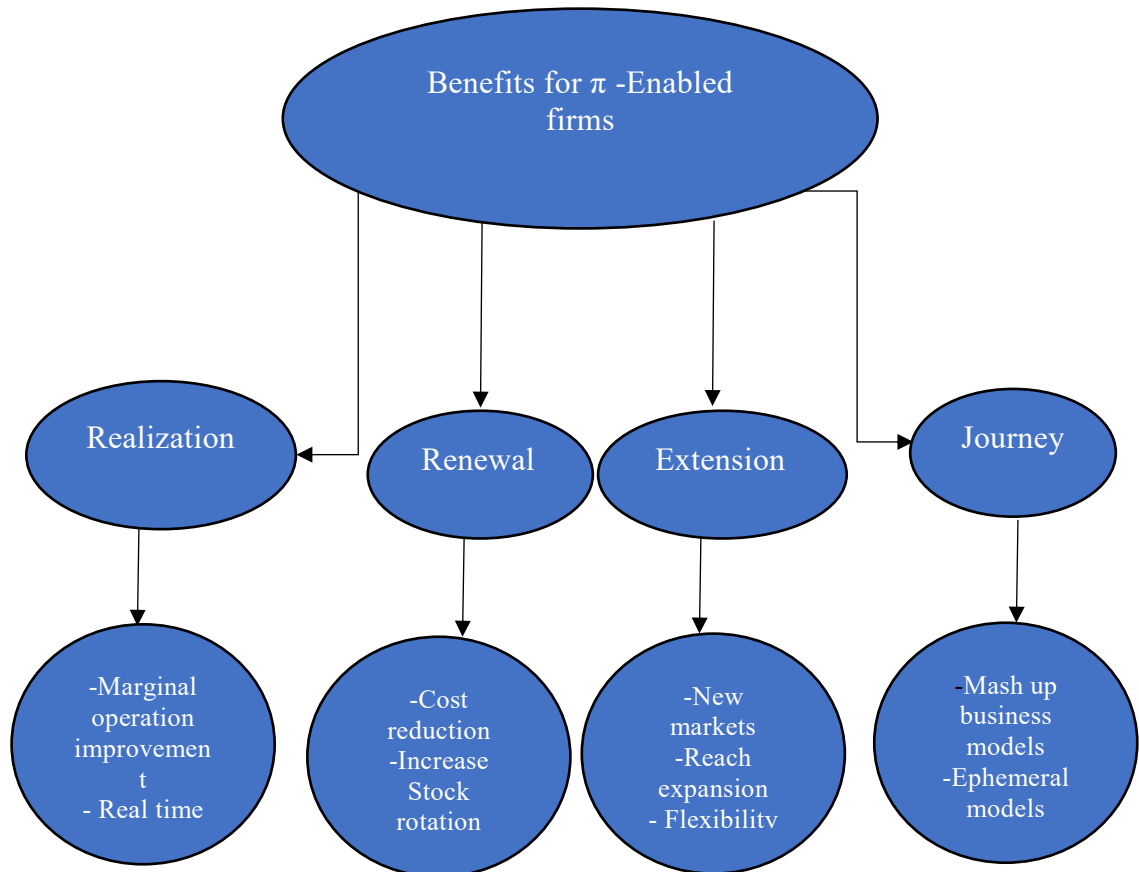 Benefits for π -Enabled
firms
Realization
Renewal
Extension
Journey
-Marginal
operation
improvemen
t
- Real time
-Cost
reduction
-Increase
Stock
rotation
-New
markets
-Reach
expansion
- Flexibility
-Mash up
business
models
-Ephemeral
models